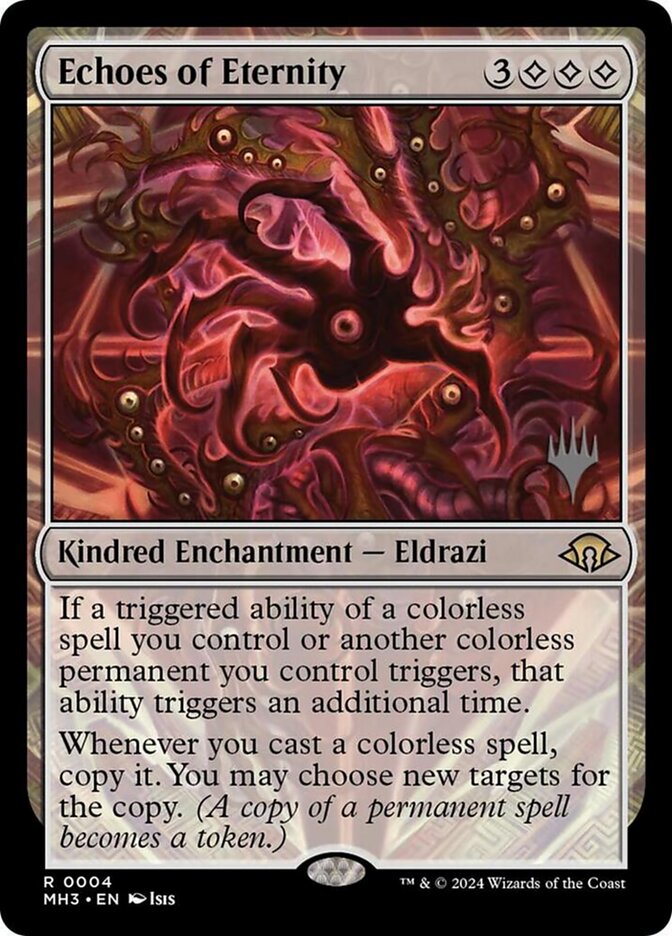 Echoes of Eternity 3
Kindred Enchantment — Eldrazi
If a triggered ability of a colorless
spell you control or another colorless
permanent you control triggers, that
ability triggers an additional time.
Whenever you cast a colorless spell,
copy it. You may choose new targets for
the copy. (A copy of a permanent spell
becomes a token.)
R 0004
MH3 • EN Isis
™ & © 2024 Wizards of the Coast